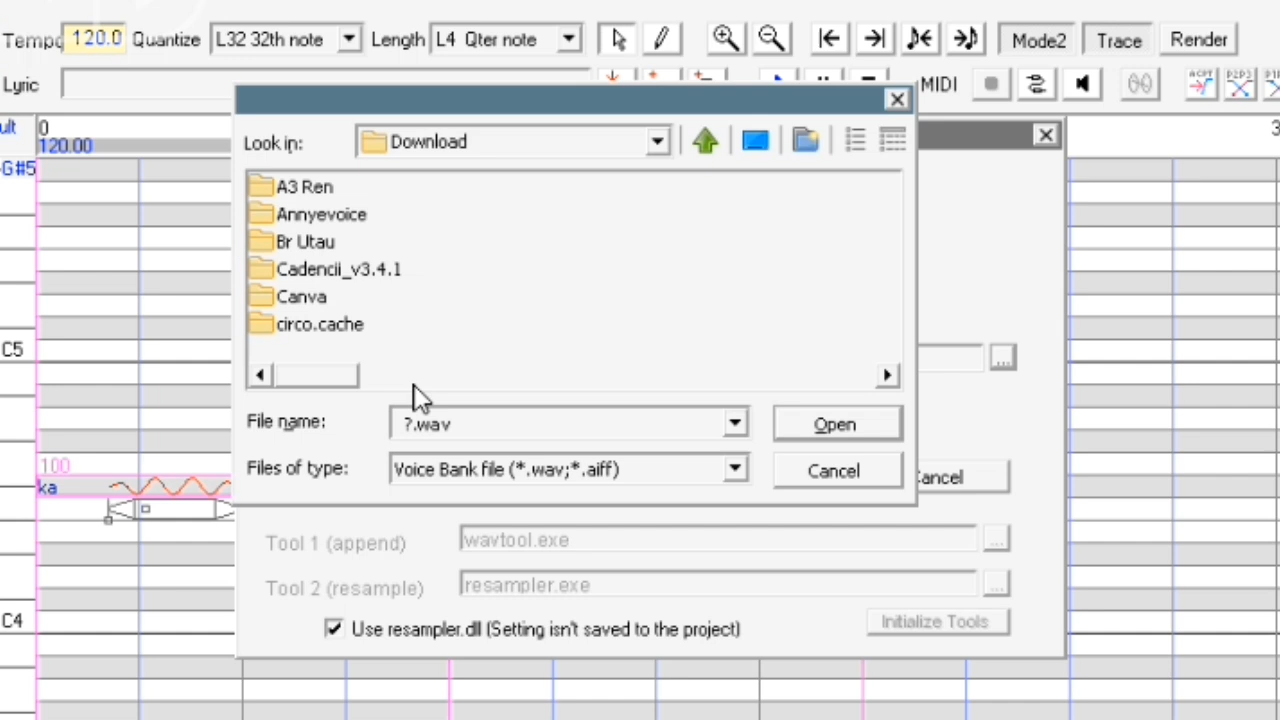 Tempo 120.0 Quantize L32 32th note Length L4 Qter note Mode2 Trace Render
Lyric MIDI
ult 0
120.00
G#5
Look in: Download
A3 Ren
Annyevoice
Br Utau
Cadencii_v3.4.1
Canva
circo.cache
C5
File name: ?.wav Open
Files of type: Voice Bank file (*.wav;*.aiff) Cancel
100
ka
ancel
Tool 1 (append) wavtool.exe ...
Tool 2 (resample) resampler.exe ...
C4
Use resampler.dll (Setting isn't saved to the project) Initialize Tools